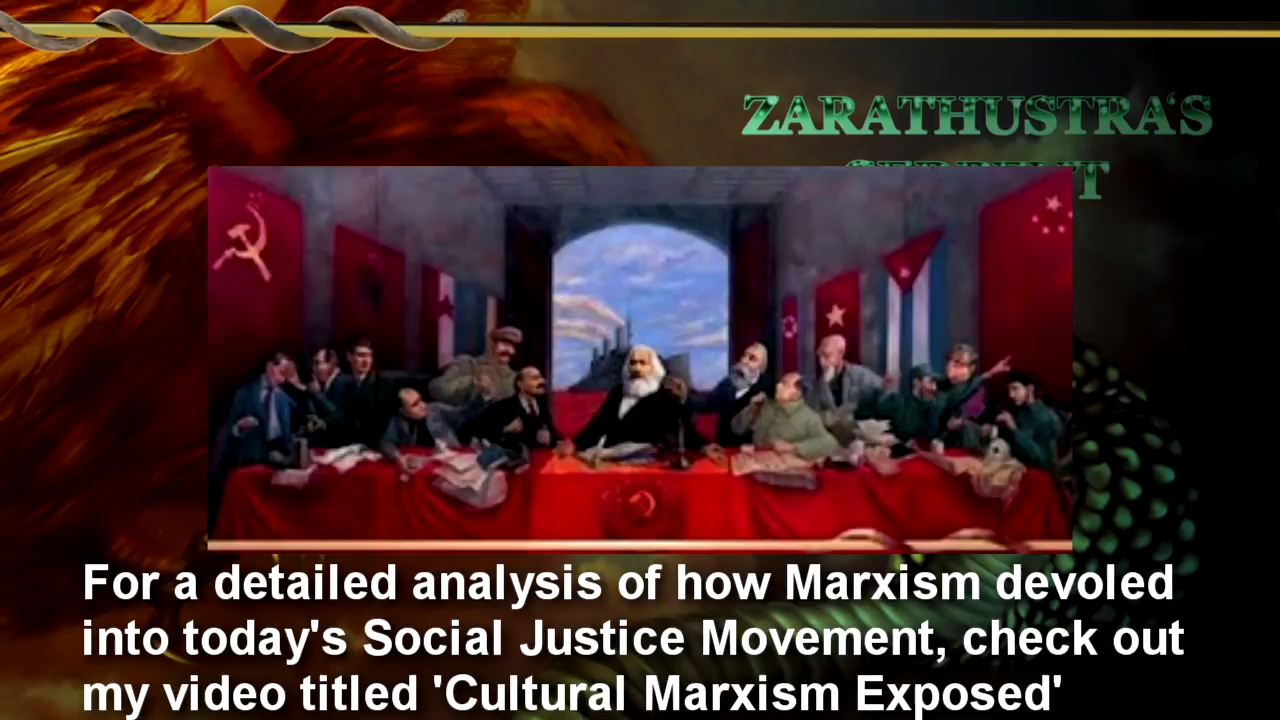 ZARATHUSTRA'S
For a detailed analysis of how Marxism devoled
into today's Social Justice Movement, check out
my video titled 'Cultural Marxism Exposed'